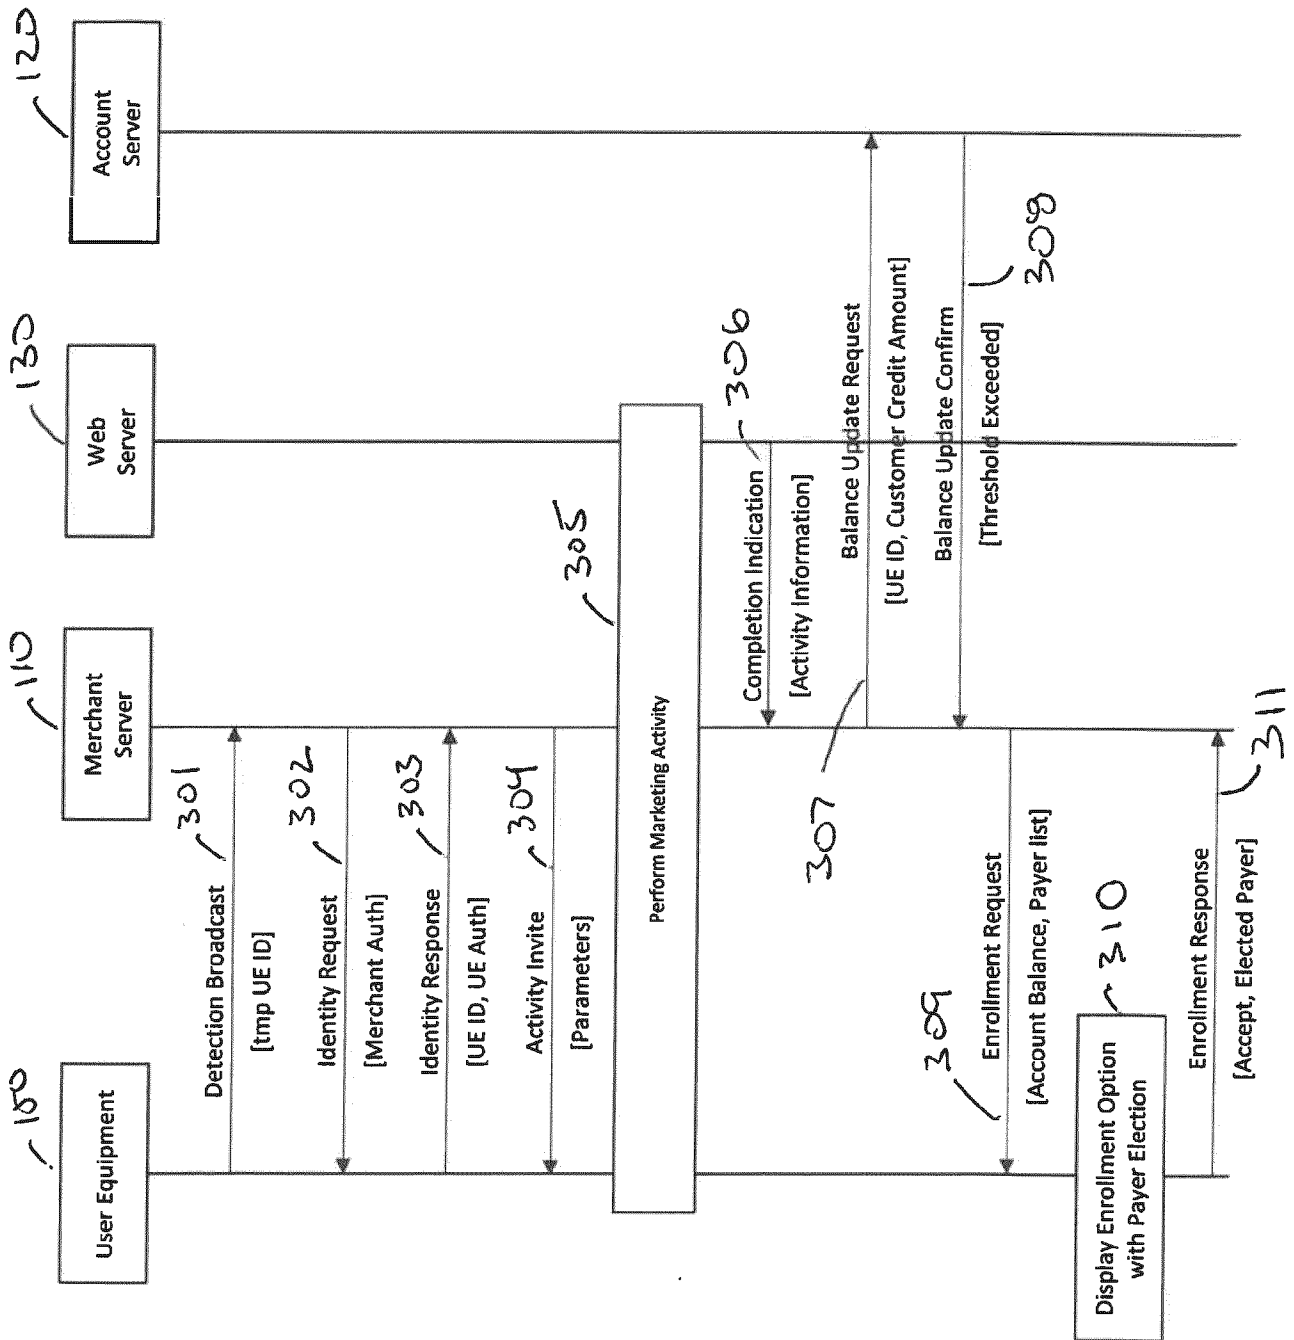 100
110
130
120
User Equipment
Merchant
Server
Web
Server
Account
Server
Detection Broadcast
301
[tmp UE ID]
Identity Request
302
[Merchant Auth]
Identity Response
303
[UE ID, UE Auth]
Activity Invite
304
[Parameters]
305
Perform Marketing Activity
Completion Indication
306
[Activity Information]
307
Balance Update Request
[UE ID, Customer Credit Amount]
Balance Update Confirm
308
[Threshold Exceeded]
309
Enrollment Request
[Account Balance, Payer list]
310
Display Enrollment Option
with Payer Election
Enrollment Response
[Accept, Elected Payer]
311